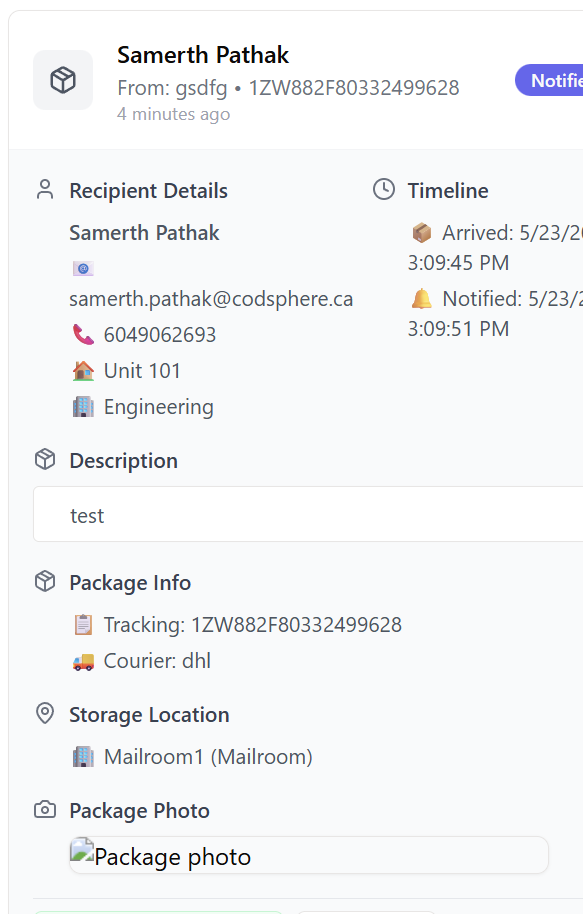 Samerth Pathak
From: gsdfg • 1ZW882F80332499628
Notifie
4 minutes ago
Recipient Details
Samerth Pathak
samerth.pathak@codsphere.ca
6049062693
Unit 101
Engineering
Timeline
Arrived: 5/23/20
3:09:45 PM
Notified: 5/23/2
3:09:51 PM
Description
test
Package Info
Tracking: 1ZW882F80332499628
Courier: dhl
Storage Location
Mailroom1 (Mailroom)
Package Photo
Package photo